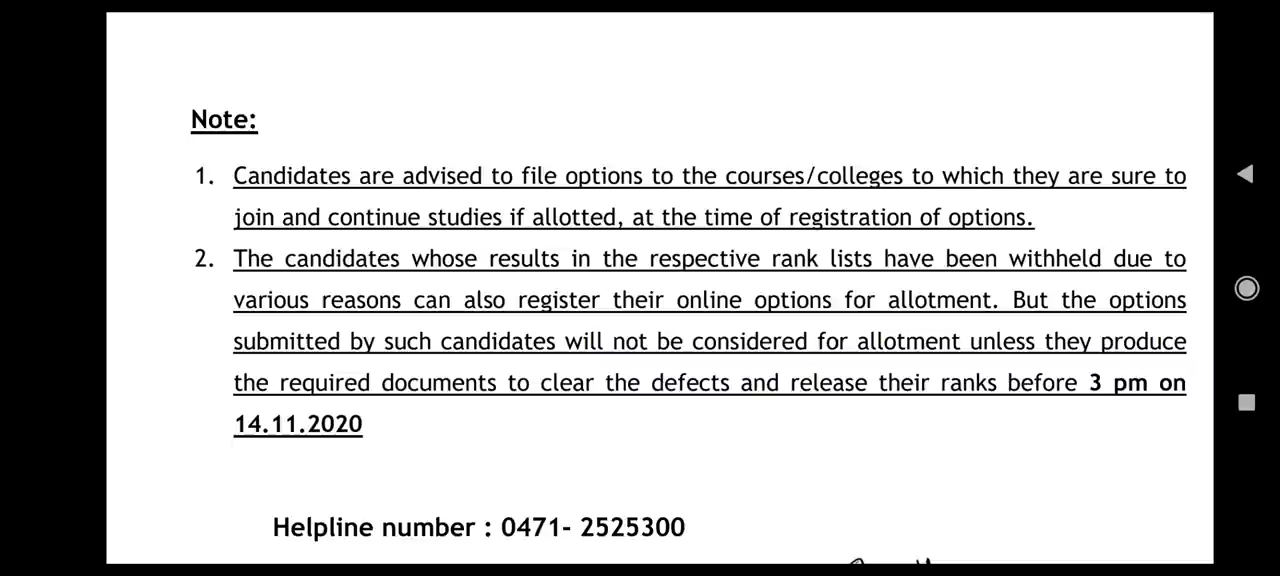 Note:
1. Candidates are advised to file options to the courses/colleges to which they are sure to
join and continue studies if allotted, at the time of registration of options.
2. The candidates whose results in the respective rank lists have been withheld due to
various reasons can also register their online options for allotment. But the options
submitted by such candidates will not be considered for allotment unless they produce
the required documents to clear the defects and release their ranks before 3 pm on
14.11.2020
Helpline number : 0471- 2525300